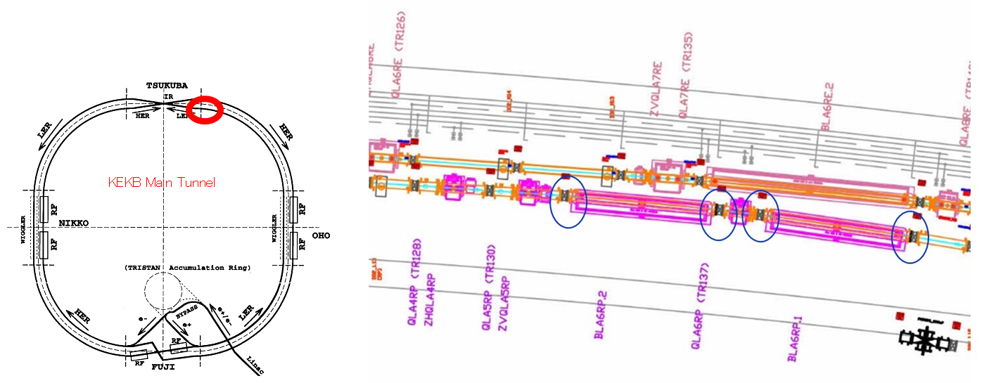 TSUKUBA
IR
HER
LER
LER
HER
KEKB Main Tunnel
WIGGLER
RF
RF
NIKKO
WIGGLER
RF
RF
OHO
(TRISTAN Accumulation Ring)
HER
e-
BYPASS
e+
e+/e-
LER
RF
RF
FUJI
Linac
QLA6RE (TR126)
ZVQLA7RE
QLA7RE (TR135)
BLA6RE.2
QLA4RP (TR128)
ZHQLA4RP
QLA5RP (TR130)
ZVQLA5RP
BLA6RP.2
QLA6RP (TR137)
BLA6RP.1